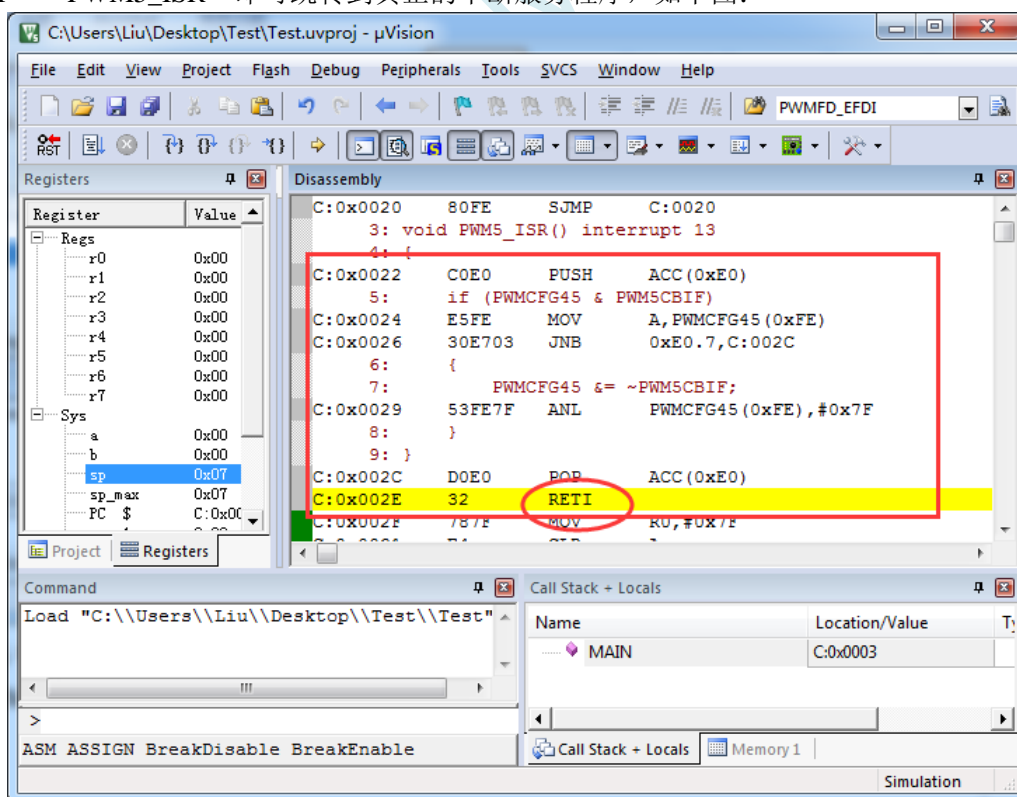 PWM5_ISR
C:\Users\Liu\Desktop\Test\Test.uvproj - µVision
File Edit View Project Flash Debug Peripherals Tools SVCS Window Help
PWMFD_EFDI
RST
Registers
Register Value
Regs
r0 0x00
r1 0x00
r2 0x00
r3 0x00
r4 0x00
r5 0x00
r6 0x00
r7 0x00
Sys
a 0x00
b 0x00
sp 0x07
sp_max 0x07
PC $
Project Registers
Disassembly
C:0x0020 80FE SJMP C:0020
3: void PWM5_ISR() interrupt 13
4: {
C:0x0022 C0E0 PUSH ACC(0xE0)
5: if (PWMCFG45 & PWM5CBIF)
C:0x0024 E5FE MOV A,PWMCFG45(0xFE)
C:0x0026 30E703 JNB 0xE0.7,C:002C
6: {
7: PWMCFG45 &= ~PWM5CBIF;
C:0x0029 53FE7F ANL PWMCFG45(0xFE),#0x7F
8: }
9: }
C:0x002C D0E0 POP ACC(0xE0)
C:0x002E 32 RETI
C:0x002F 787F MOV R0,#0x7F
Command
Load "C:\\Users\\Liu\\Desktop\\Test\\Test"
>
ASM ASSIGN BreakDisable BreakEnable
Call Stack + Locals
Name Location/Value
MAIN C:0x0003
Call Stack + Locals Memory 1
Simulation